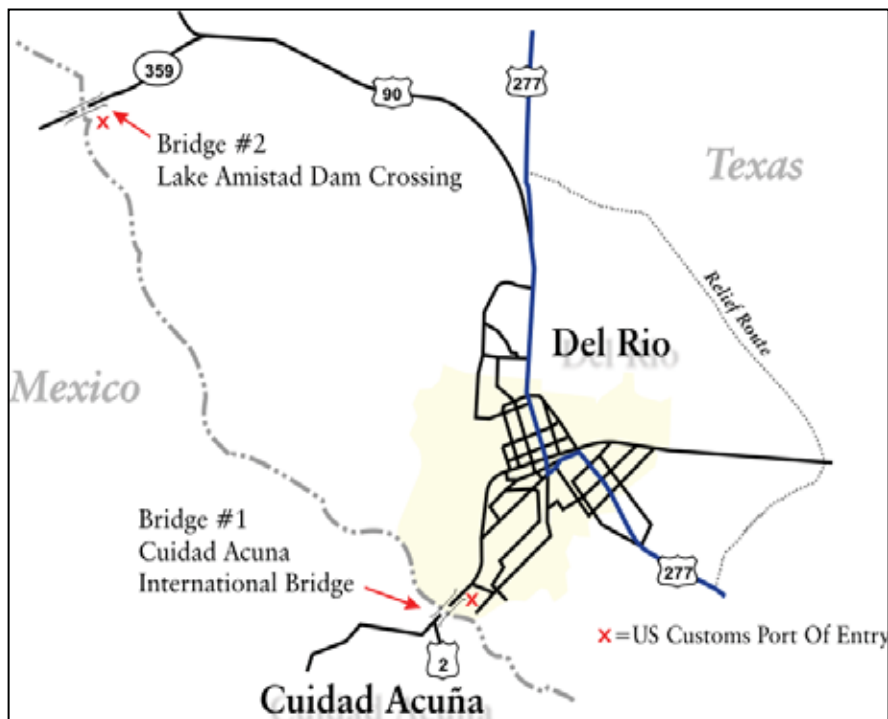 359
277
90
Bridge #2
Lake Amistad Dam Crossing
Texas
Relief Route
Del Rio
Mexico
Bridge #1
Cuidad Acuna
International Bridge
277
x
x
x=US Customs Port Of Entry
2
Cuidad Acuña